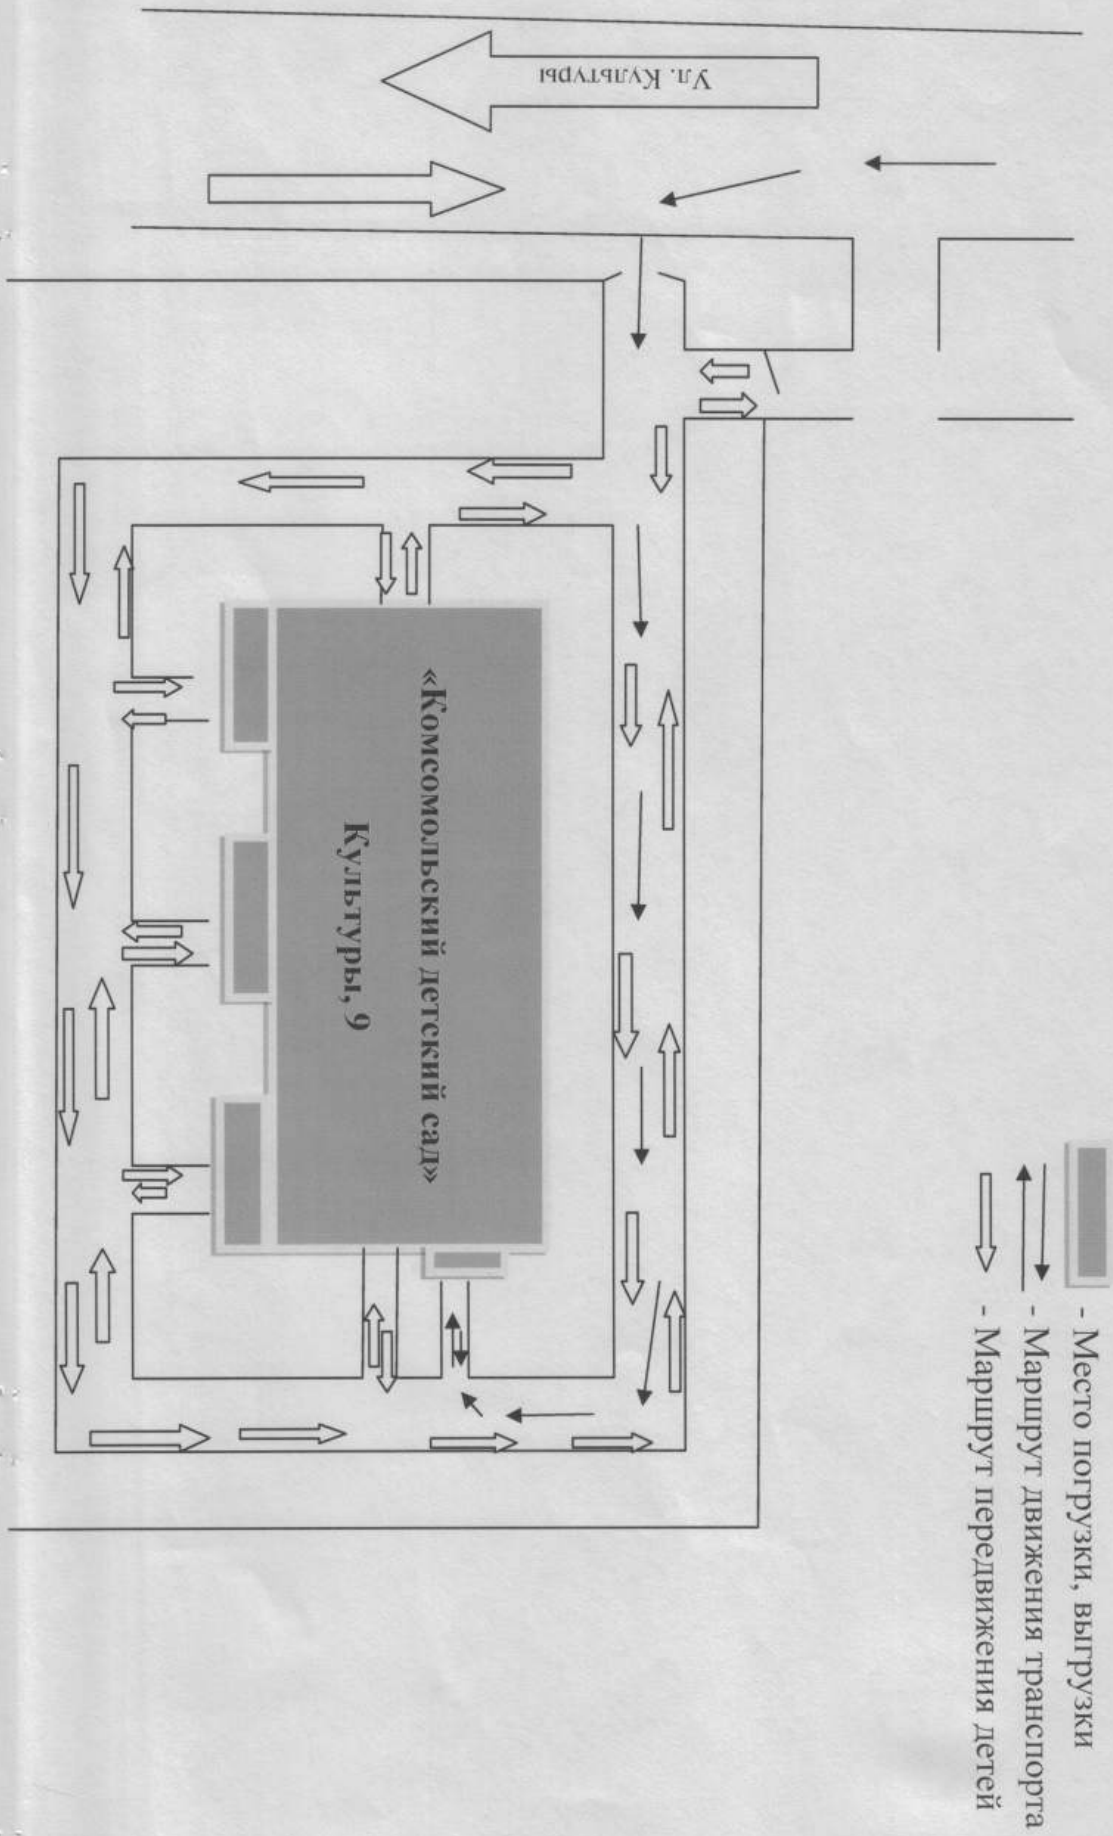 Ул. Культуры
«Комсомольский детский сад»
Культуры, 9
- Место погрузки, выгрузки
- Маршрут движения транспорта
- Маршрут передвижения детей